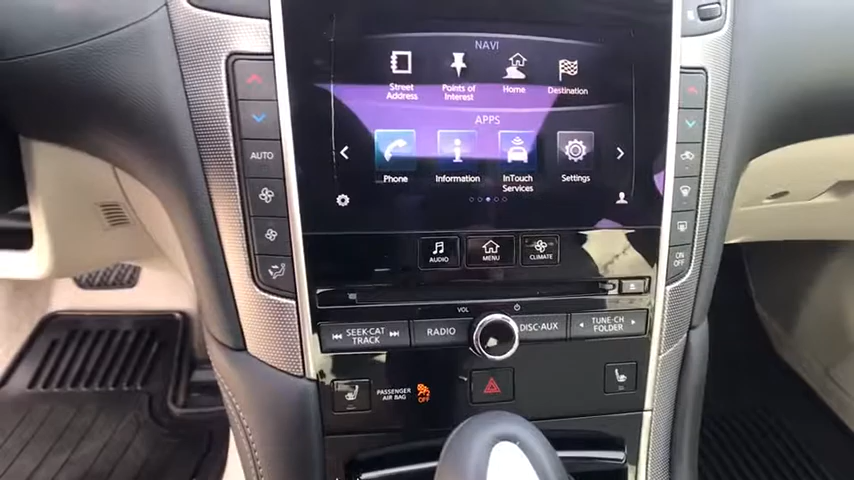 NAVI
Street Address
Points of Interest
Home
Destination
APPS
Phone
Information
InTouch Services
Settings
AUTO
AUDIO
MENU
CLIMATE
ON
OFF
VOL
SEEK·CAT
TRACK
RADIO
DISC·AUX
TUNE·CH
FOLDER
PASSENGER
AIR BAG
OFF